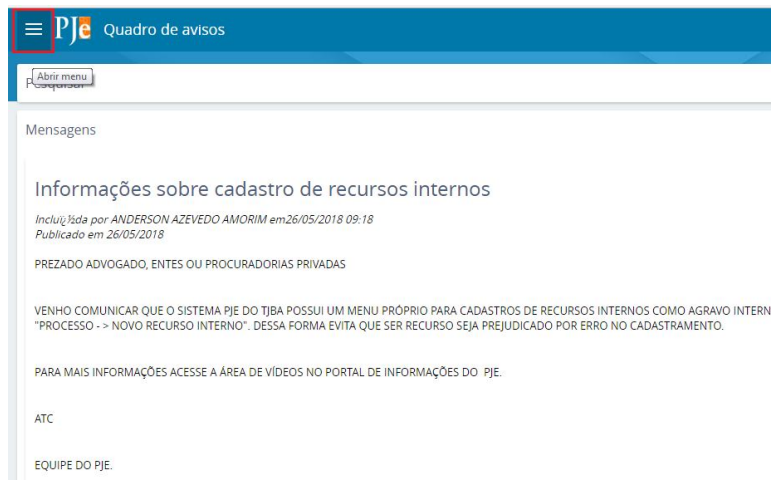 PJe Quadro de avisos
Abrir menu
Pesquisar
Mensagens
Informações sobre cadastro de recursos internos
Incluï¿½da por ANDERSON AZEVEDO AMORIM em26/05/2018 09:18
Publicado em 26/05/2018
PREZADO ADVOGADO, ENTES OU PROCURADORIAS PRIVADAS
VENHO COMUNICAR QUE O SISTEMA PJE DO TJBA POSSUI UM MENU PRÓPRIO PARA CADASTROS DE RECURSOS INTERNOS COMO AGRAVO INTERN
"PROCESSO - > NOVO RECURSO INTERNO". DESSA FORMA EVITA QUE SER RECURSO SEJA PREJUDICADO POR ERRO NO CADASTRAMENTO.
PARA MAIS INFORMAÇÕES ACESSE A ÁREA DE VÍDEOS NO PORTAL DE INFORMAÇÕES DO PJE.
ATC
EQUIPE DO PJE.